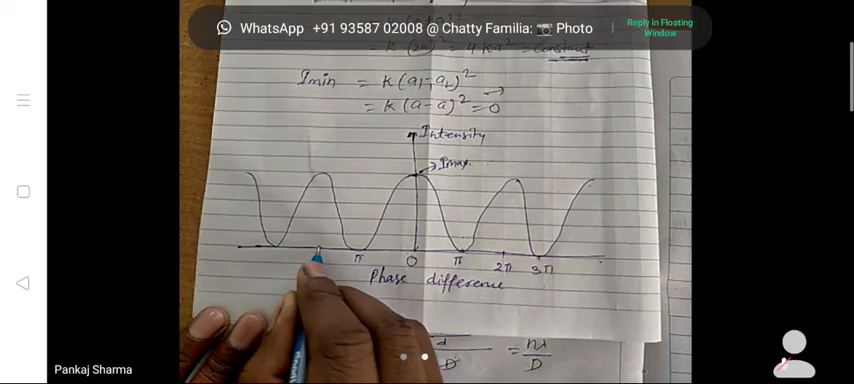 WhatsApp +91 93587 02008 @ Chatty Familia: 📷 Photo
Reply in Floating Window
= K (2a)² = 4Ka² = constant
Imin = K (a₁ - a₂)²
= K (a - a)² = 0
Intensity
Imax.
π 0 π 2π 3π
Phase difference
d
D = nλ
D
Pankaj Sharma